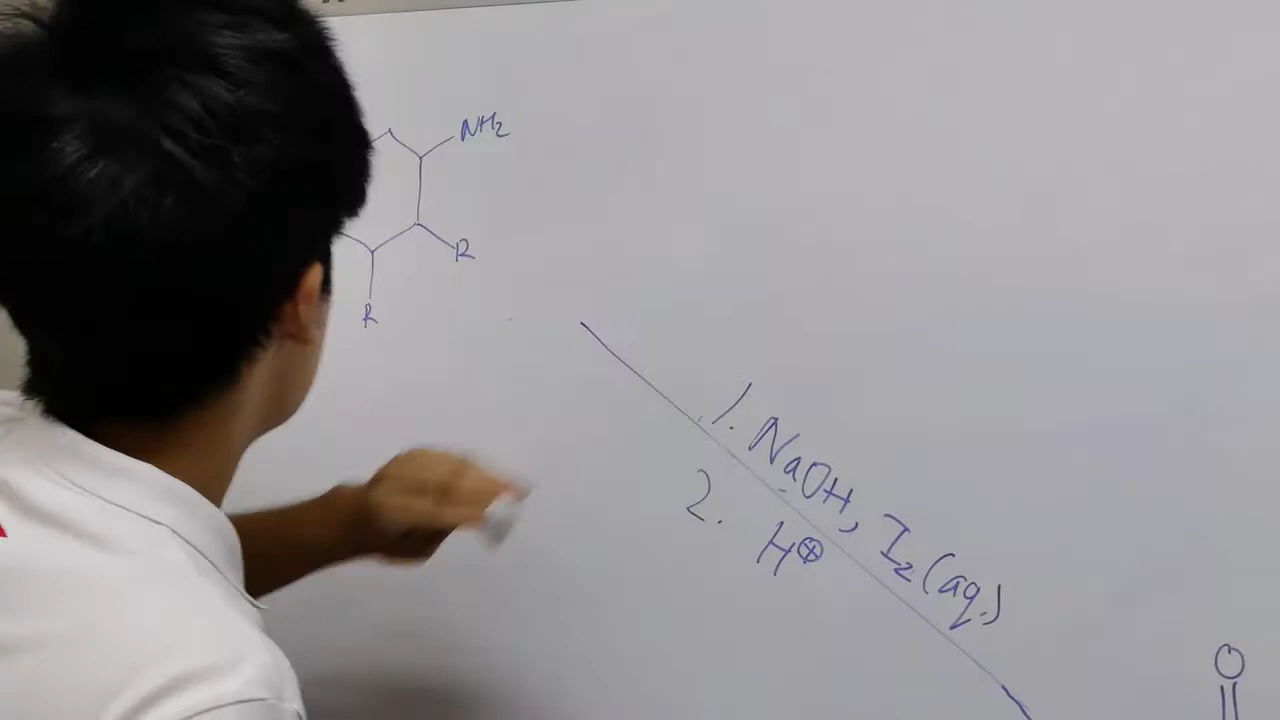 NH2
R
R
1. NaOH, I2(aq.)
2. H⊕
O